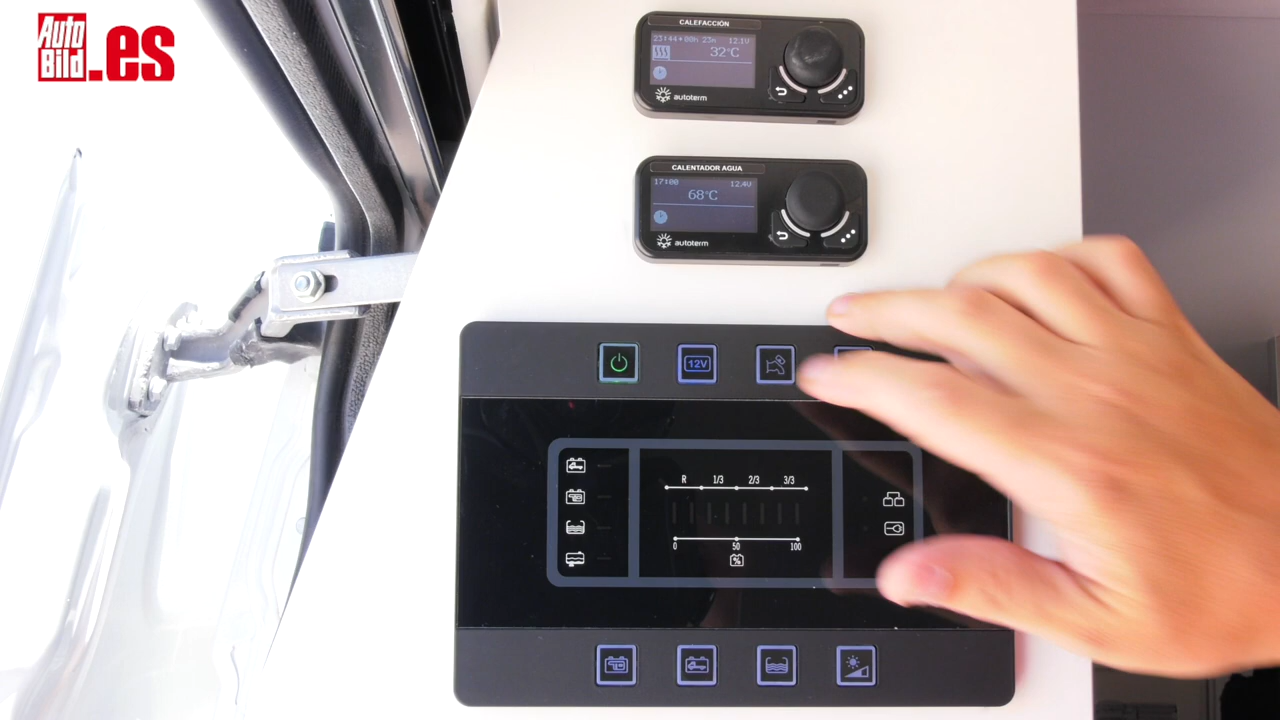 Auto
Bild.es
CALEFACCIÓN
23:44 00h 23m 12.1V
32°C
autoterm
CALENTADOR AGUA
17:00 12.4V
68°C
autoterm
12V
R 1/3 2/3 3/3
0 50 100
%